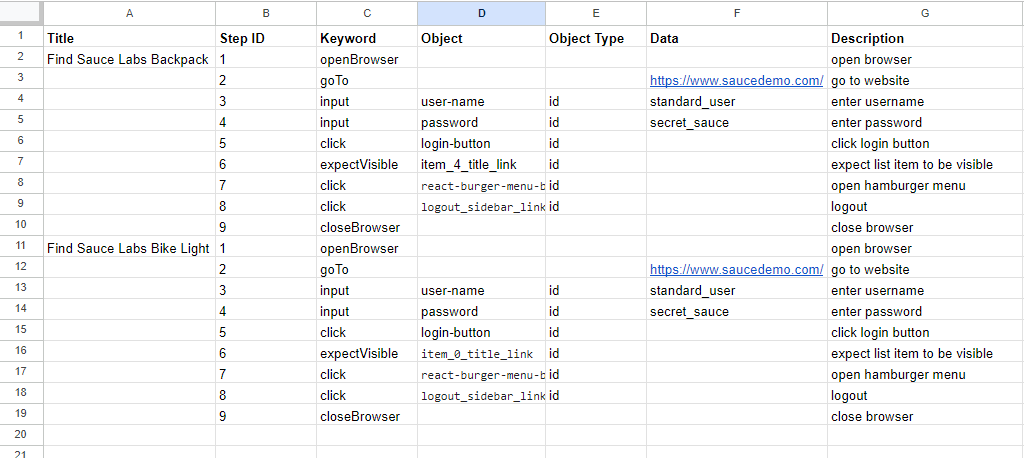 A B C D E F G
1 Title Step ID Keyword Object Object Type Data Description
2 Find Sauce Labs Backpack 1 openBrowser open browser
3 2 goTo https://www.saucedemo.com/ go to website
4 3 input user-name id standard_user enter username
5 4 input password id secret_sauce enter password
6 5 click login-button id click login button
7 6 expectVisible item_4_title_link id expect list item to be visible
8 7 click react-burger-menu-b id open hamburger menu
9 8 click logout_sidebar_link id logout
10 9 closeBrowser close browser
11 Find Sauce Labs Bike Light 1 openBrowser open browser
12 2 goTo https://www.saucedemo.com/ go to website
13 3 input user-name id standard_user enter username
14 4 input password id secret_sauce enter password
15 5 click login-button id click login button
16 6 expectVisible item_0_title_link id expect list item to be visible
17 7 click react-burger-menu-b id open hamburger menu
18 8 click logout_sidebar_link id logout
19 9 closeBrowser close browser
20
21